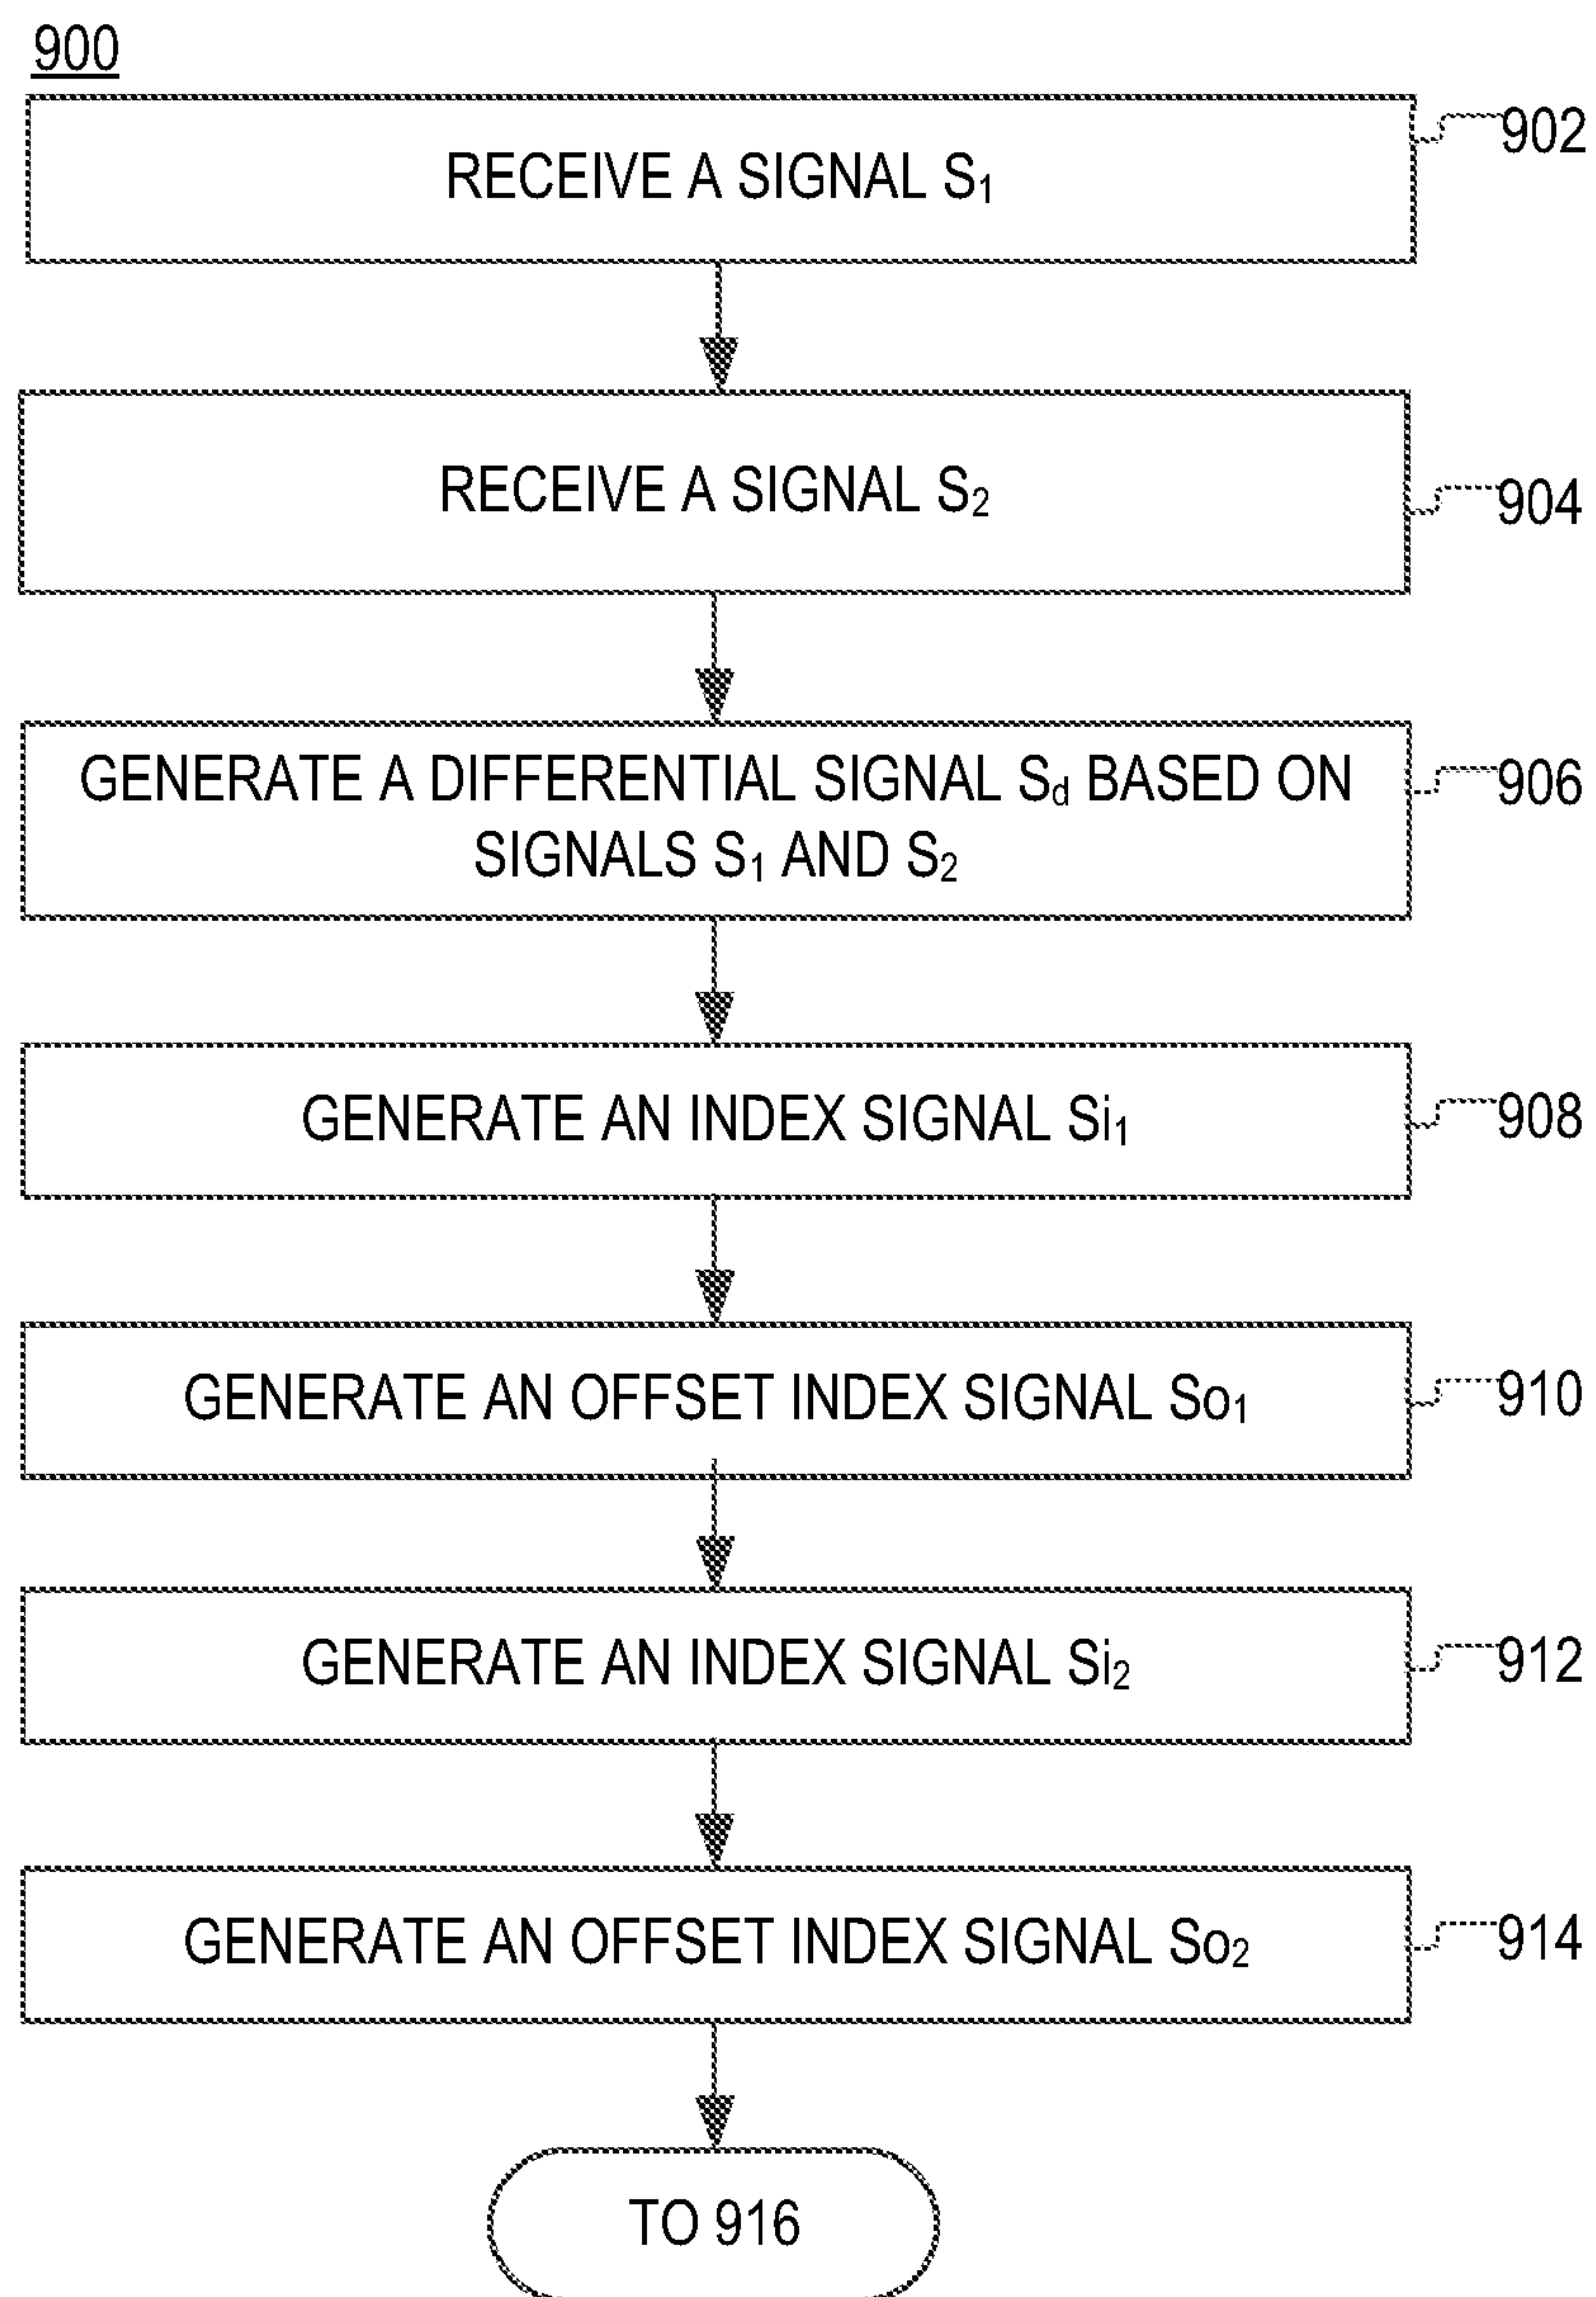 900
RECEIVE A SIGNAL S₁
902
RECEIVE A SIGNAL S₂
904
GENERATE A DIFFERENTIAL SIGNAL S_d BASED ON
SIGNALS S₁ AND S₂
906
GENERATE AN INDEX SIGNAL Si₁
908
GENERATE AN OFFSET INDEX SIGNAL So₁
910
GENERATE AN INDEX SIGNAL Si₂
912
GENERATE AN OFFSET INDEX SIGNAL So₂
914
TO 916